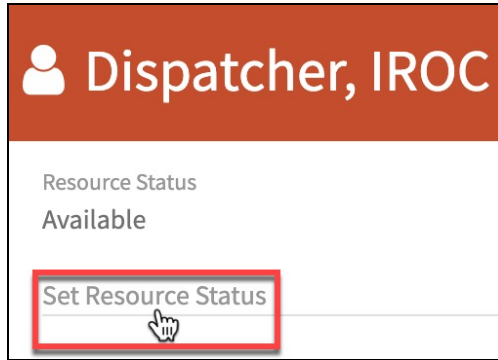 Dispatcher, IROC
Resource Status
Available
Set Resource Status